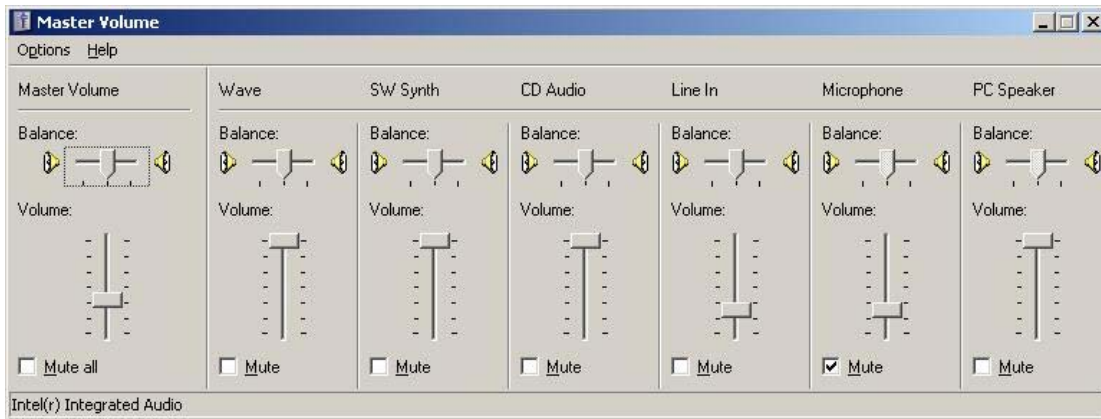 Master Volume
Options Help
Master Volume Wave SW Synth CD Audio Line In Microphone PC Speaker
Balance: Balance: Balance: Balance: Balance: Balance: Balance:
Volume: Volume: Volume: Volume: Volume: Volume: Volume:
Mute all Mute Mute Mute Mute Mute Mute
Intel(r) Integrated Audio